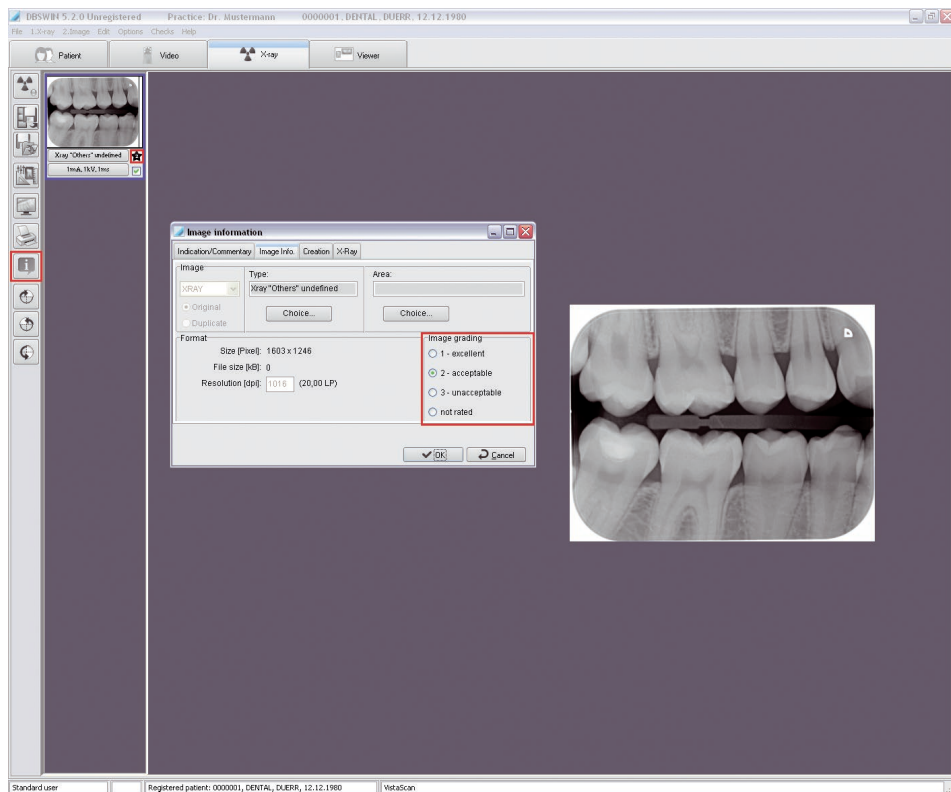 DBSWIN 5.2.0 Unregistered Practice: Dr. Mustermann 0000001, DENTAL, DUERR, 12.12.1980
File 1.X-ray 2.Image Edit Options Checks Help
Patient Video X-ray Viewer
Xray "Others" undefined
1mA, 1kV, 1ms
Image information
Indication/Commentary Image Info. Creation X-Ray
Image
Type:
Area:
XRAY
Xray "Others" undefined
Original
Duplicate
Choice...
Choice...
Format
Size [Pixel]: 1603 x 1246
File size [kB]: 0
Resolution [dpi]: 1016 (20,00 LP)
Image grading
1 - excellent
2 - acceptable
3 - unacceptable
not rated
OK Cancel
Standard user Registered patient: 0000001, DENTAL, DUERR, 12.12.1980 VistaScan